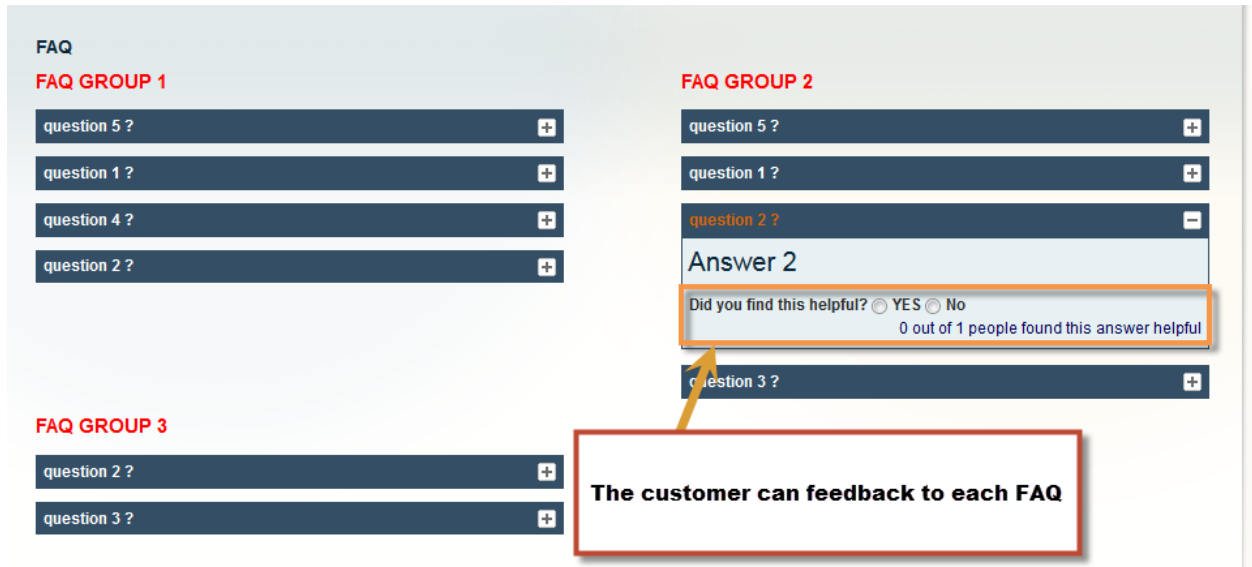 FAQ
FAQ GROUP 1
question 5 ?
question 1 ?
question 4 ?
question 2 ?
FAQ GROUP 2
question 5 ?
question 1 ?
question 2 ?
Answer 2
Did you find this helpful? YES No
0 out of 1 people found this answer helpful
question 3 ?
FAQ GROUP 3
question 2 ?
question 3 ?
The customer can feedback to each FAQ